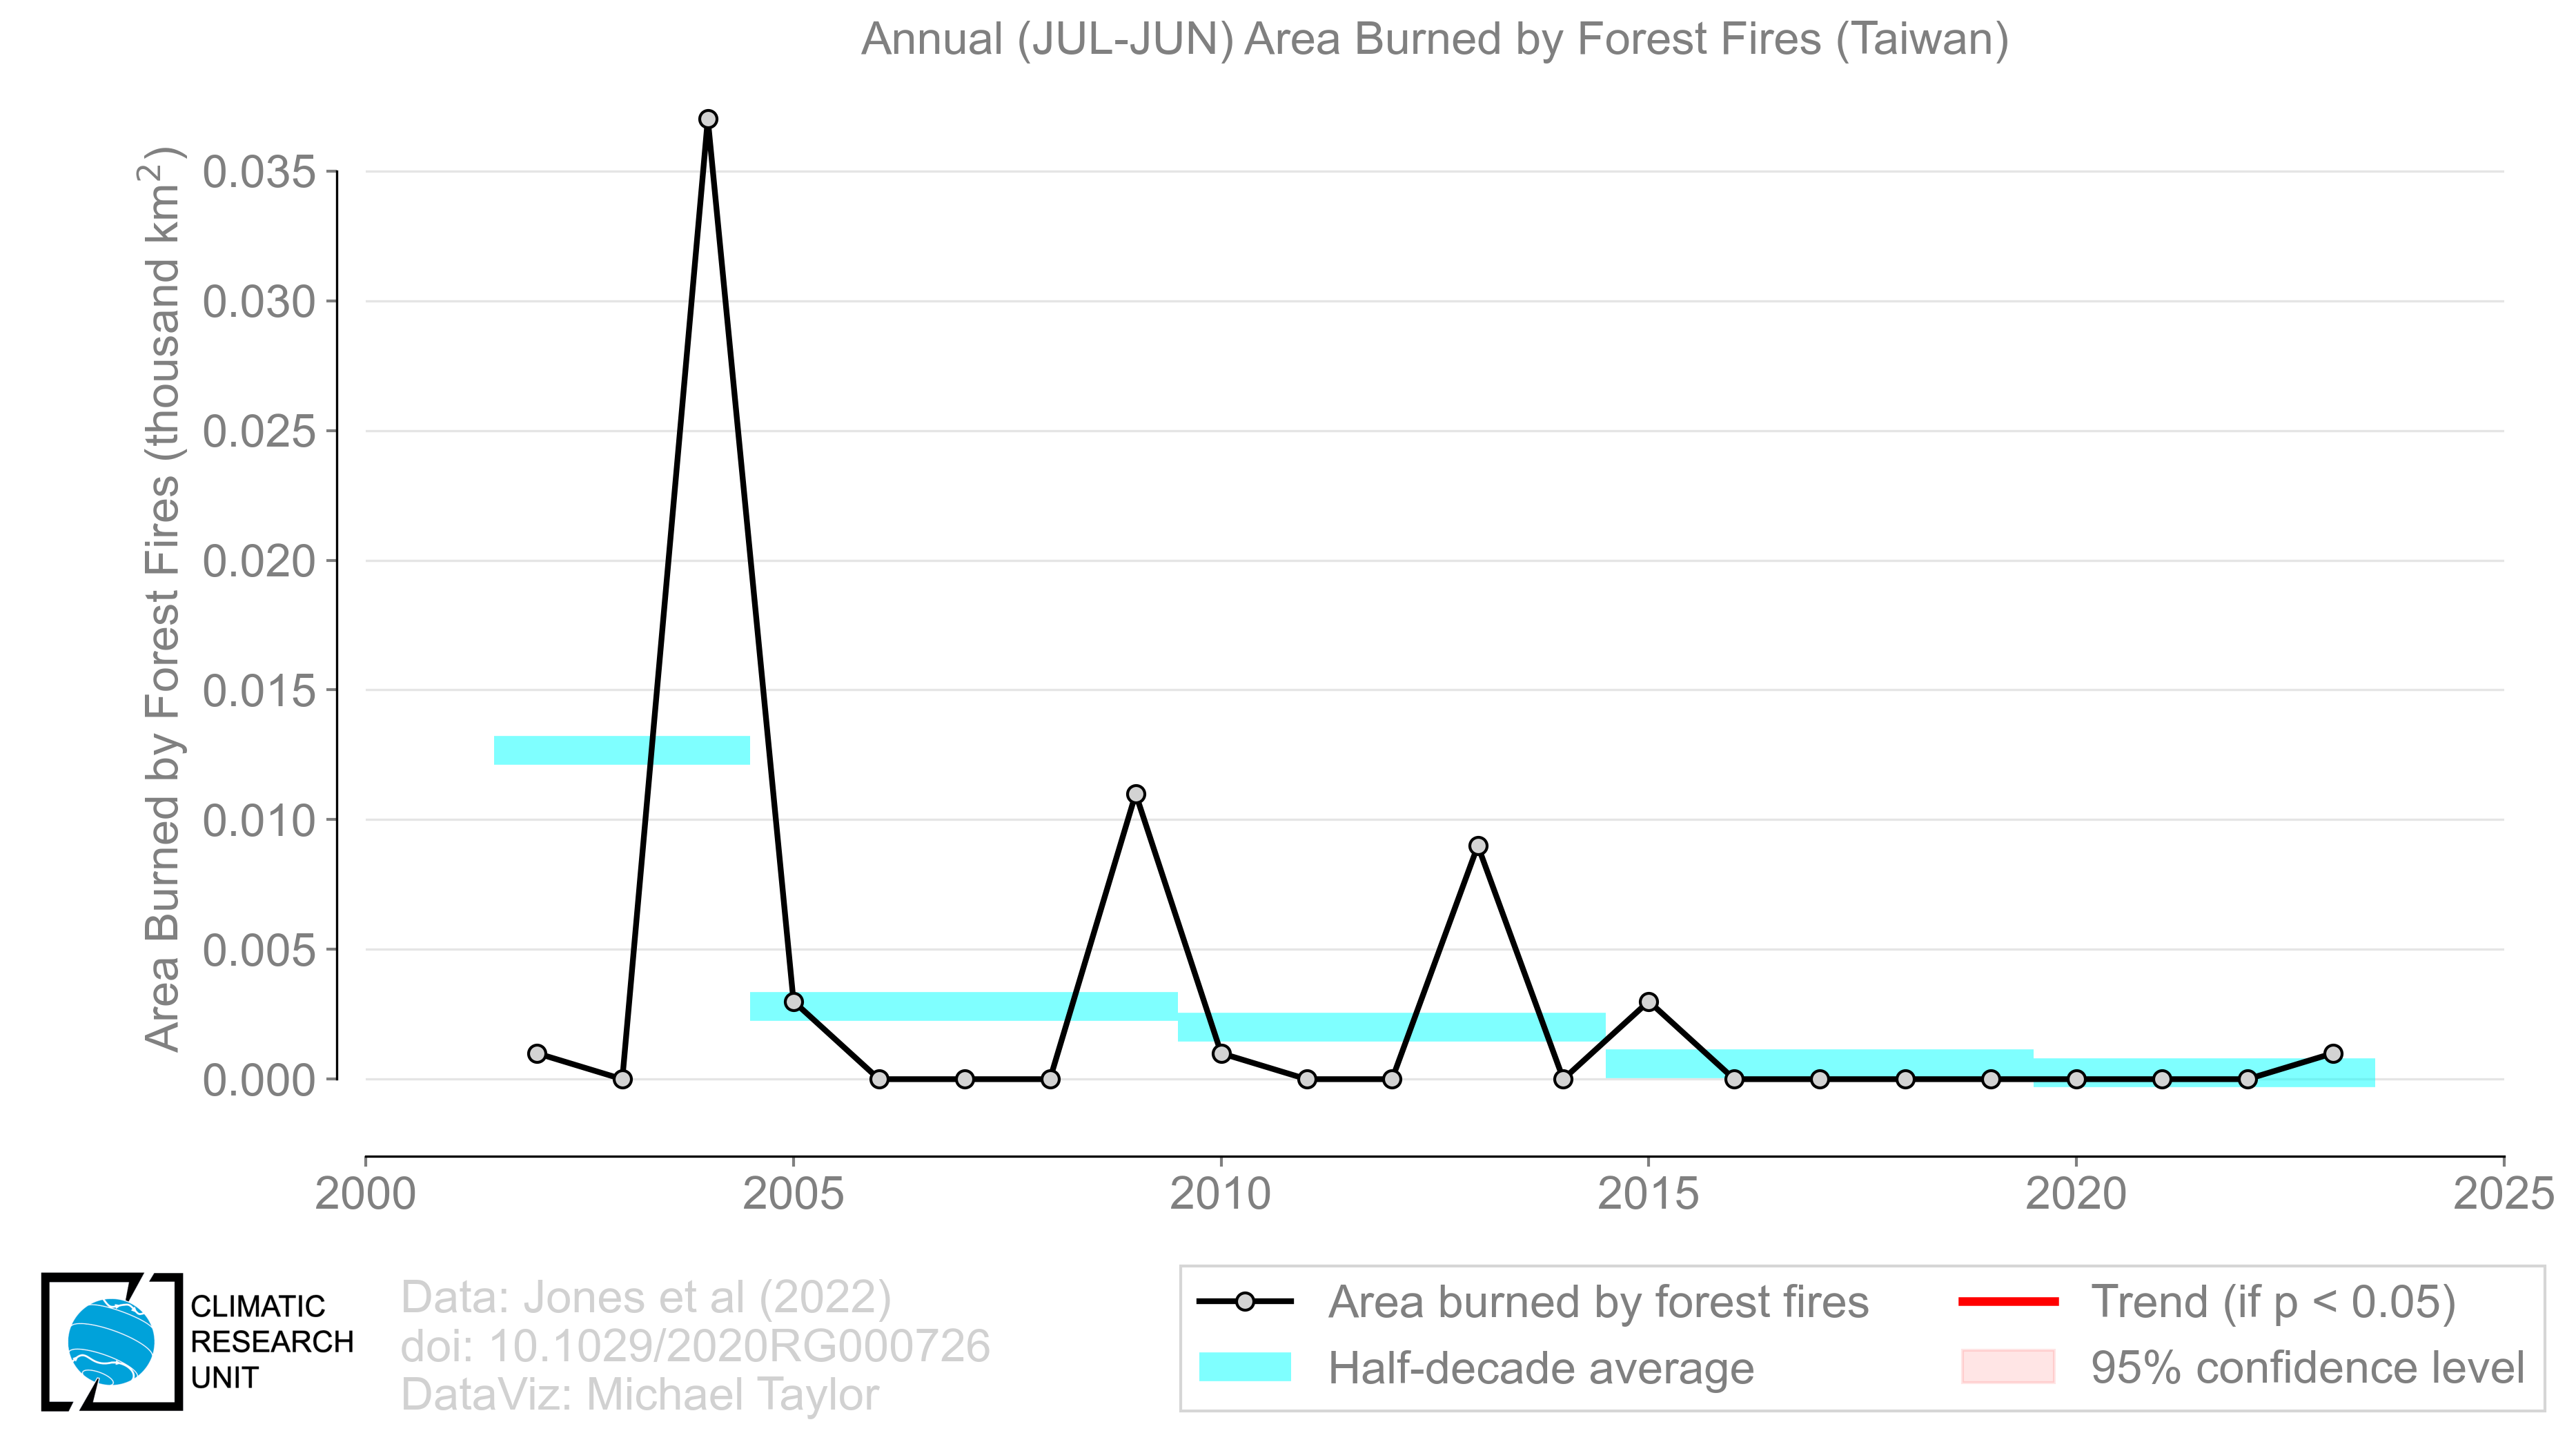 Annual (JUL-JUN) Area Burned by Forest Fires (Taiwan)
Area Burned by Forest Fires (thousand km²)
0.035
0.030
0.025
0.020
0.015
0.010
0.005
0.000
2000 2005 2010 2015 2020 2025
CLIMATIC
RESEARCH
UNIT
Data: Jones et al (2022)
doi: 10.1029/2020RG000726
DataViz: Michael Taylor
Area burned by forest fires
Half-decade average
Trend (if p < 0.05)
95% confidence level